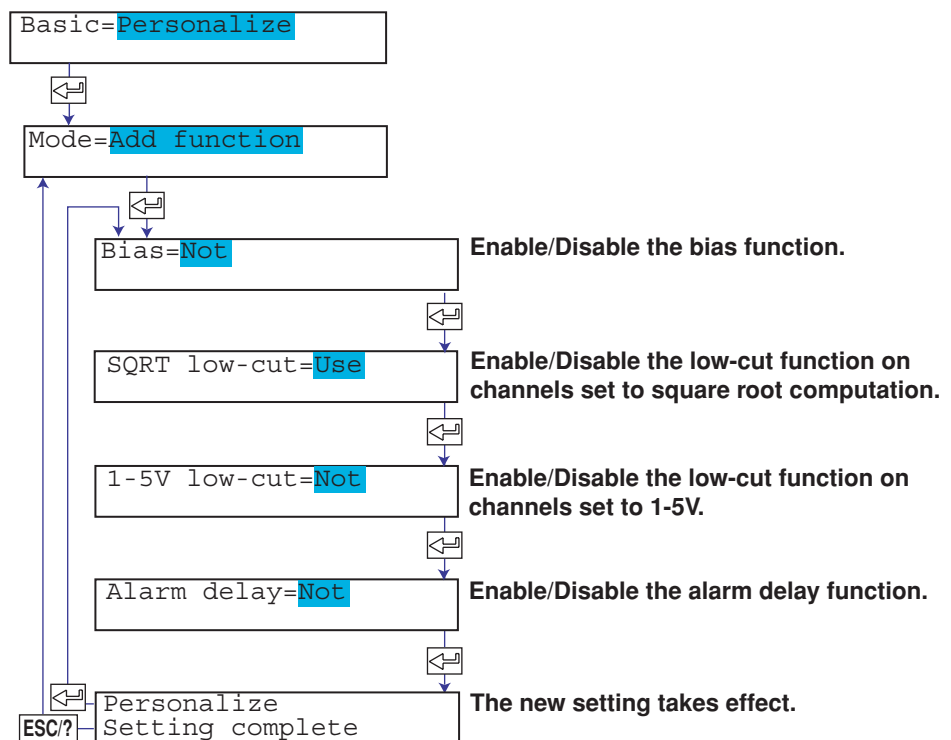 Basic=Personalize
Mode=Add function
Bias=Not
Enable/Disable the bias function.
SQRT low-cut=Use
Enable/Disable the low-cut function on
channels set to square root computation.
1-5V low-cut=Not
Enable/Disable the low-cut function on
channels set to 1-5V.
Alarm delay=Not
Enable/Disable the alarm delay function.
Personalize
The new setting takes effect.
ESC/?
Setting complete